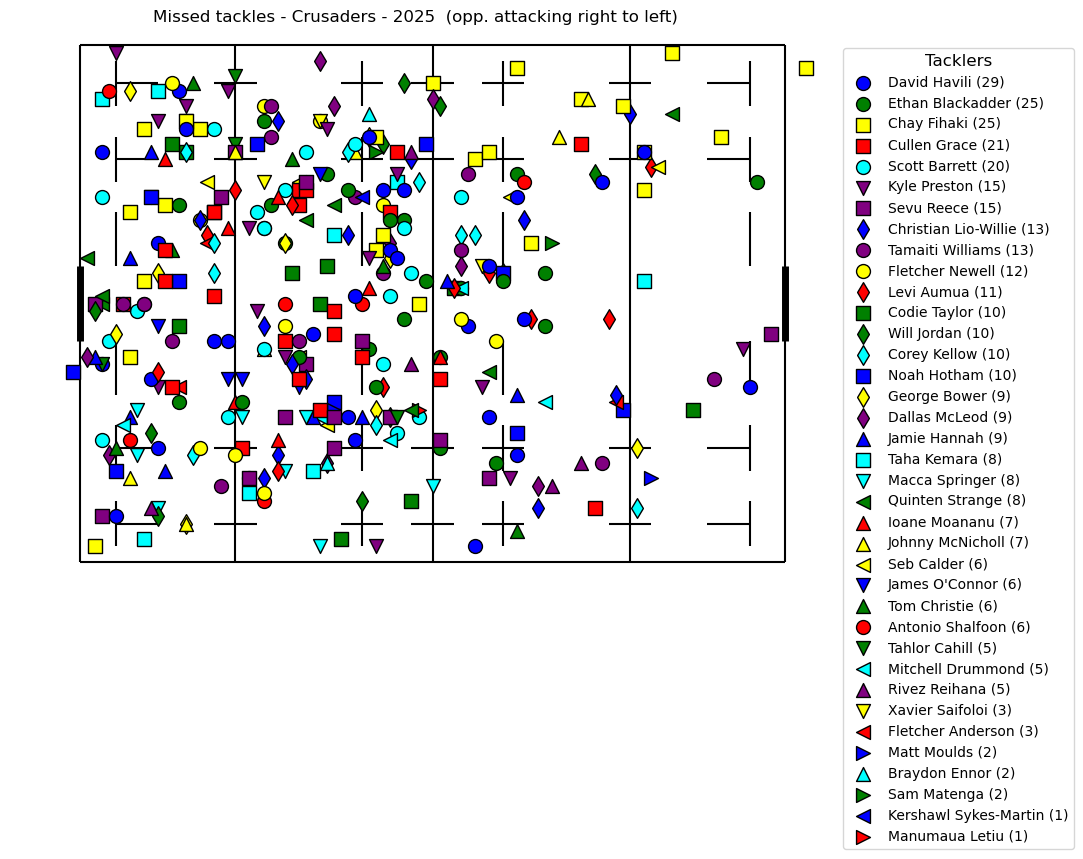 Missed tackles - Crusaders - 2025  (opp. attacking right to left)
Tacklers
David Havili (29)
Ethan Blackadder (25)
Chay Fihaki (25)
Cullen Grace (21)
Scott Barrett (20)
Kyle Preston (15)
Sevu Reece (15)
Christian Lio-Willie (13)
Tamaiti Williams (13)
Fletcher Newell (12)
Levi Aumua (11)
Codie Taylor (10)
Will Jordan (10)
Corey Kellow (10)
Noah Hotham (10)
George Bower (9)
Dallas McLeod (9)
Jamie Hannah (9)
Taha Kemara (8)
Macca Springer (8)
Quinten Strange (8)
Ioane Moananu (7)
Johnny McNicholl (7)
Seb Calder (6)
James O'Connor (6)
Tom Christie (6)
Antonio Shalfoon (6)
Tahlor Cahill (5)
Mitchell Drummond (5)
Rivez Reihana (5)
Xavier Saifoloi (3)
Fletcher Anderson (3)
Matt Moulds (2)
Braydon Ennor (2)
Sam Matenga (2)
Kershawl Sykes-Martin (1)
Manumaua Letiu (1)